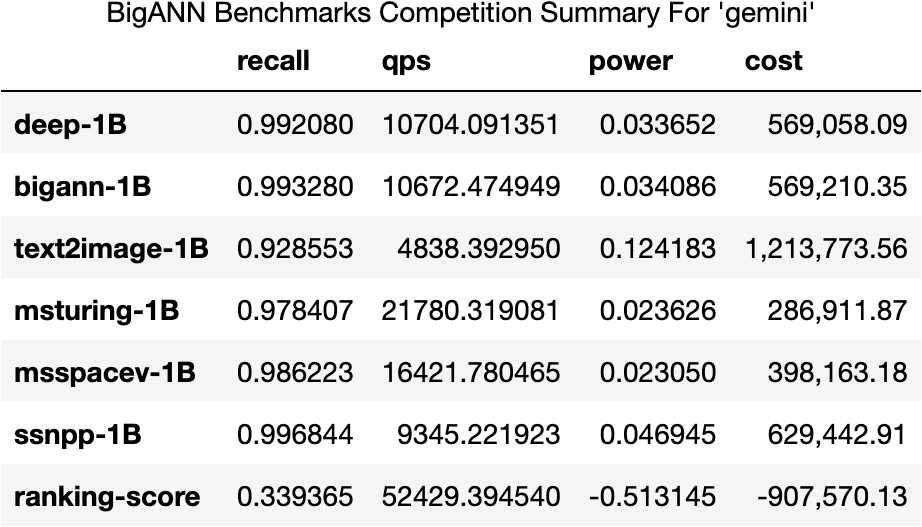 BigANN Benchmarks Competition Summary For 'gemini'
recall qps power cost
deep-1B 0.992080 10704.091351 0.033652 569,058.09
bigann-1B 0.993280 10672.474949 0.034086 569,210.35
text2image-1B 0.928553 4838.392950 0.124183 1,213,773.56
msturing-1B 0.978407 21780.319081 0.023626 286,911.87
msspacev-1B 0.986223 16421.780465 0.023050 398,163.18
ssnpp-1B 0.996844 9345.221923 0.046945 629,442.91
ranking-score 0.339365 52429.394540 -0.513145 -907,570.13